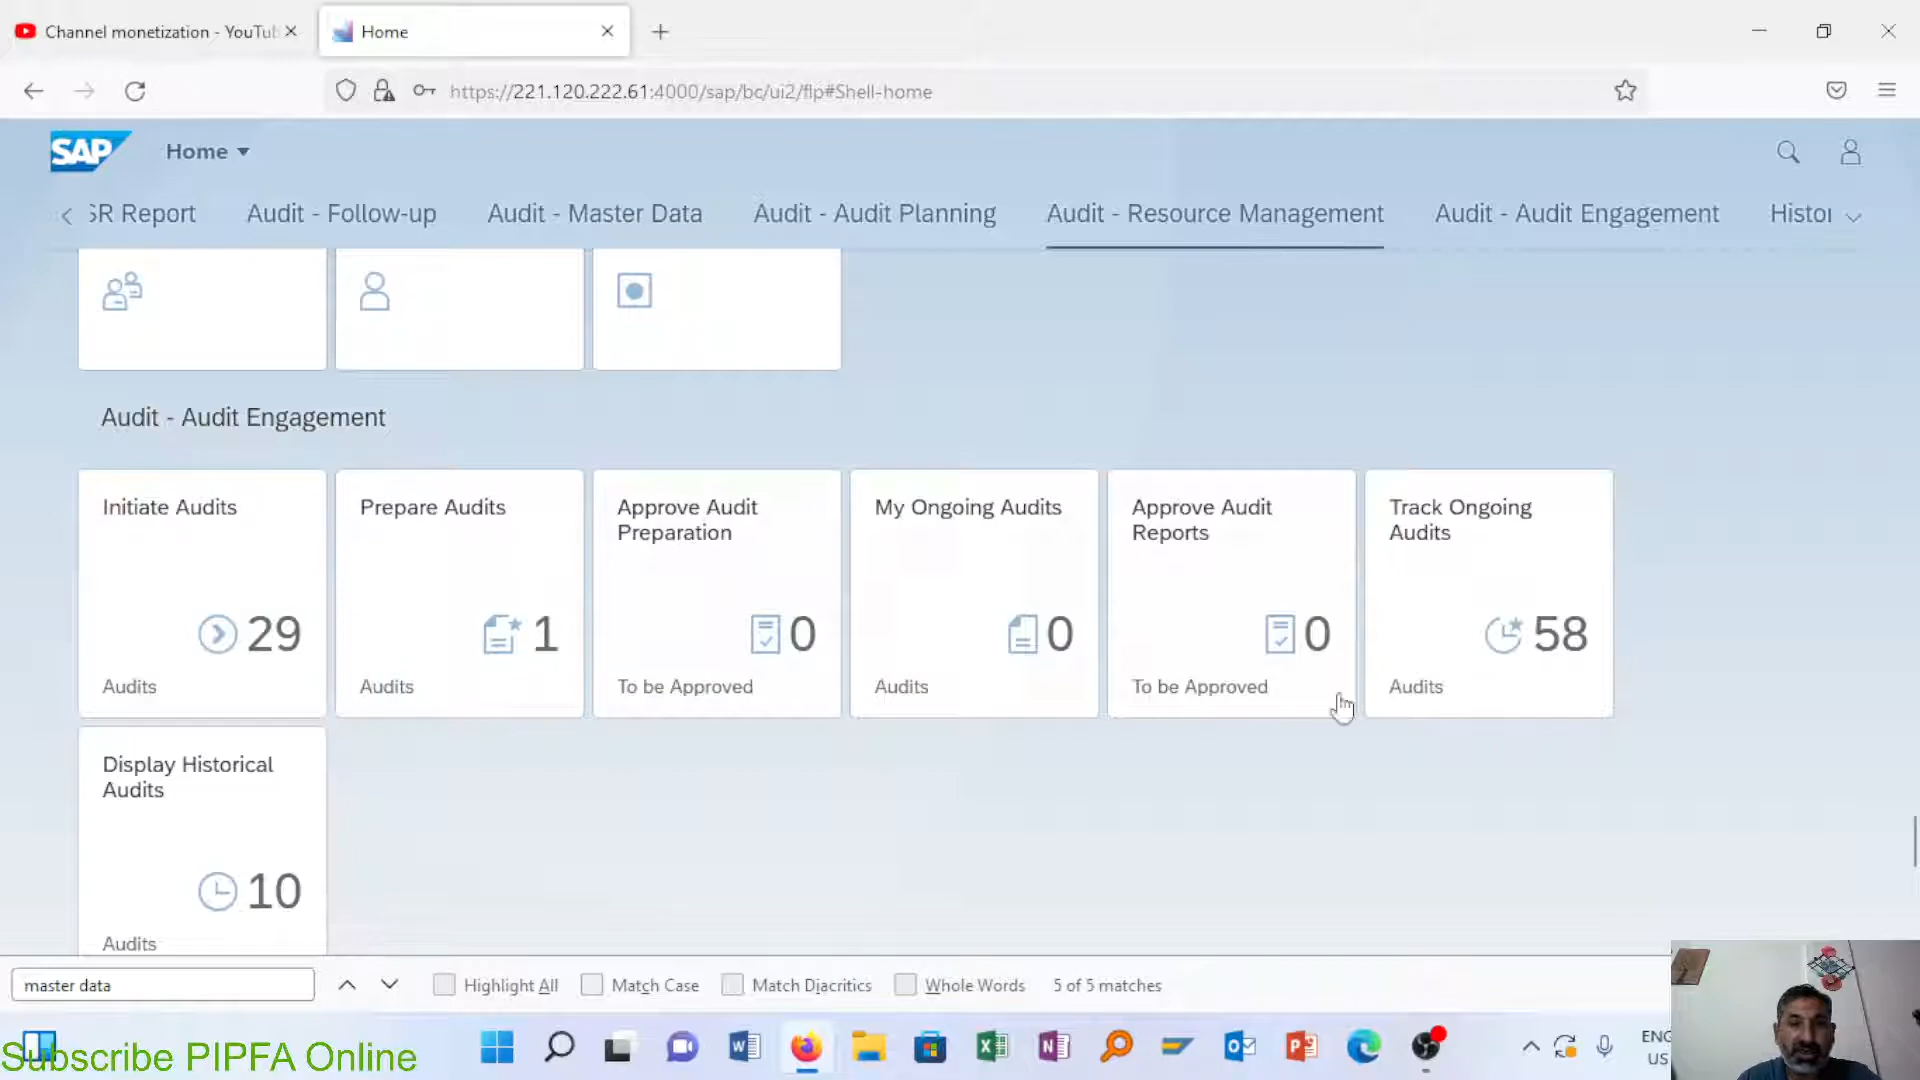 Channel monetization - YouTub
Home
https://221.120.222.61:4000/sap/bc/ui2/flp#Shell-home
SAP
Home
SR Report
Audit - Follow-up
Audit - Master Data
Audit - Audit Planning
Audit - Resource Management
Audit - Audit Engagement
Histor
Audit - Audit Engagement
Initiate Audits
29
Audits
Prepare Audits
1
Audits
Approve Audit
Preparation
0
To be Approved
My Ongoing Audits
0
Audits
Approve Audit
Reports
0
To be Approved
Track Ongoing
Audits
58
Audits
Display Historical
Audits
10
Audits
master data
Highlight All
Match Case
Match Diacritics
Whole Words
5 of 5 matches
Subscribe PIPFA Online
ENG
US